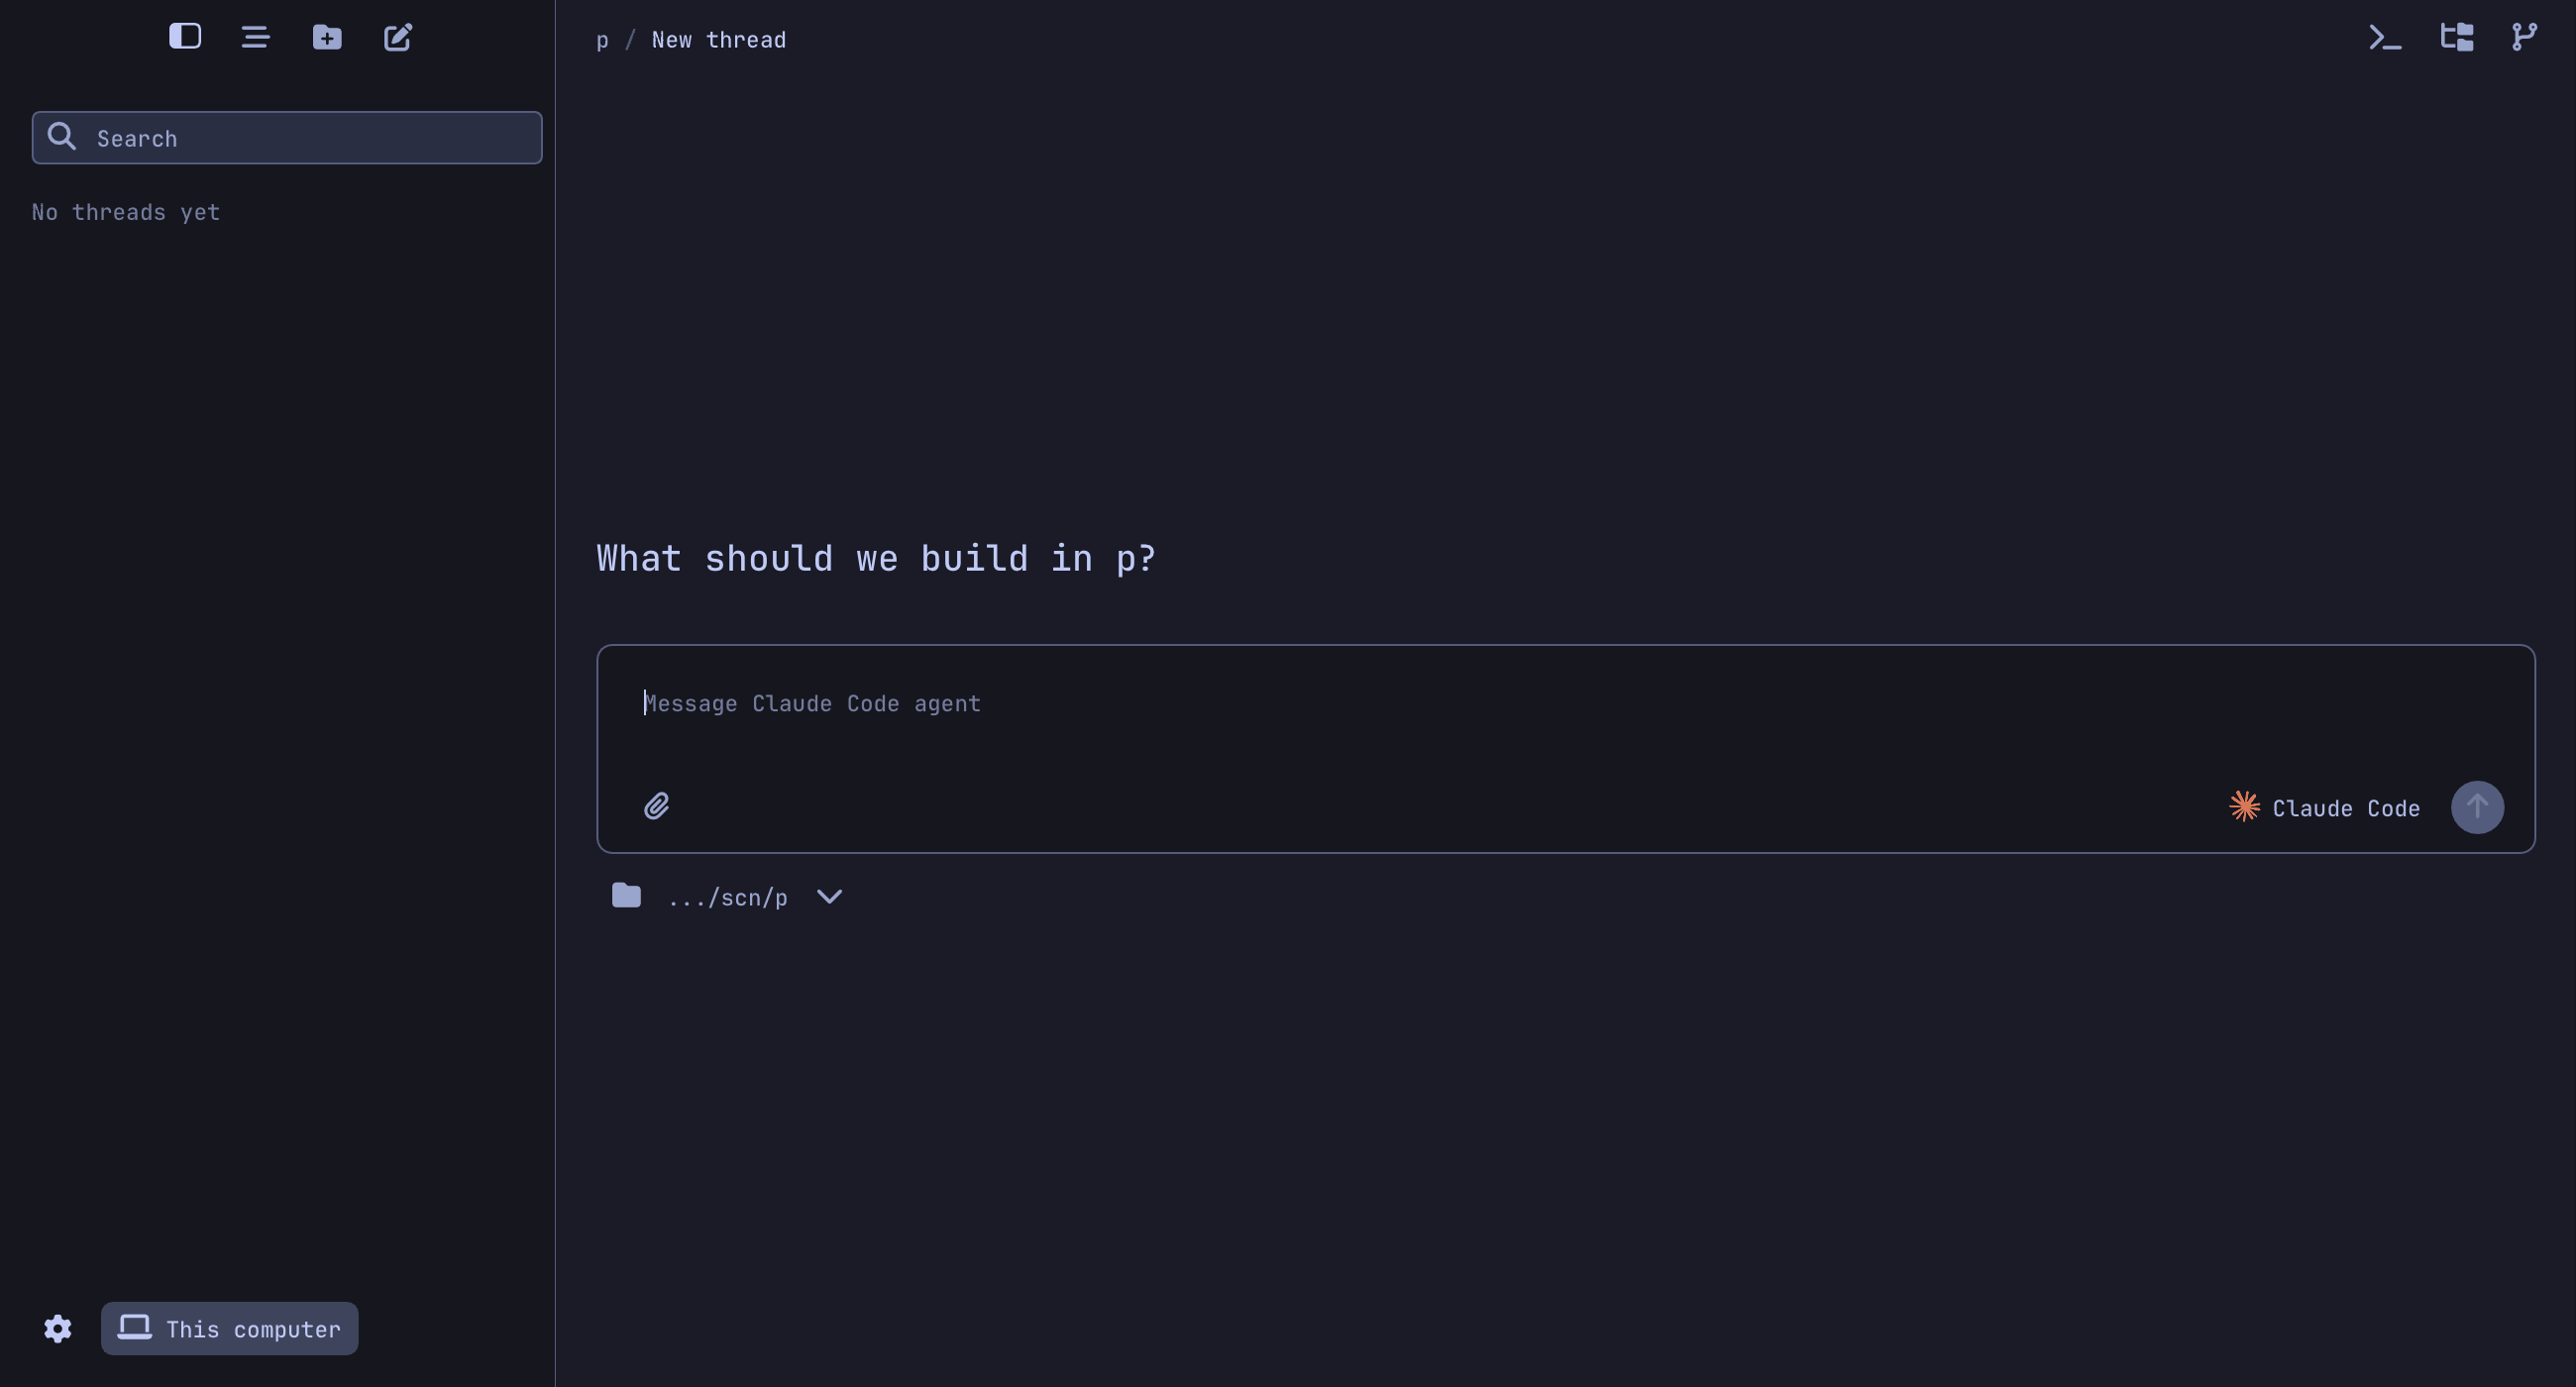 p / New thread
Search
No threads yet
What should we build in p?
Message Claude Code agent
Claude Code
.../scn/p
This computer